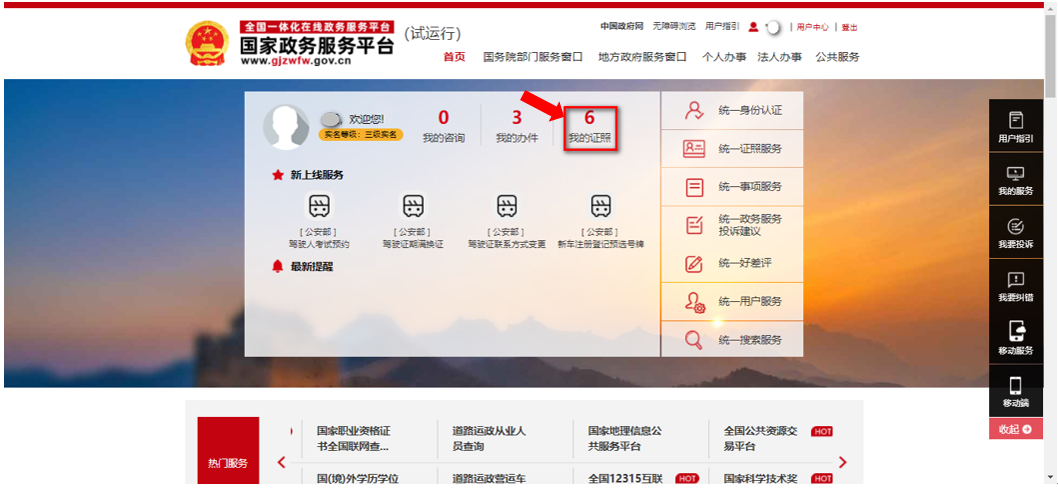 全国一体化在线政务服务平台
国家政务服务平台
www.gjzwfw.gov.cn
(试运行)
中国政府网 无障碍浏览 用户指引 | 用户中心 | 登出
首页 国务院部门服务窗口 地方政府服务窗口 个人办事 法人办事 公共服务
欢迎您!
实名等级：三级实名
0
我的咨询
3
我的办件
6
我的证照
新上线服务
[公安部]
驾驶人考试预约
[公安部]
驾驶证期满换证
[公安部]
驾驶证联系方式变更
[公安部]
新车注册登记预选号牌
最新提醒
统一身份认证
统一证照服务
统一事项服务
统一政务服务
投诉建议
统一好差评
统一用户服务
统一搜索服务
用户指引
我的服务
我要投诉
我要纠错
移动服务
移动端
收起
热门服务
国家职业资格证
书全国联网查...
道路运政从业人
员查询
国家地理信息公
共服务平台
全国公共资源交
易平台
HOT
国(境)外学历学位
道路运政营运车
全国12315互联
HOT
国家科学技术奖
HOT